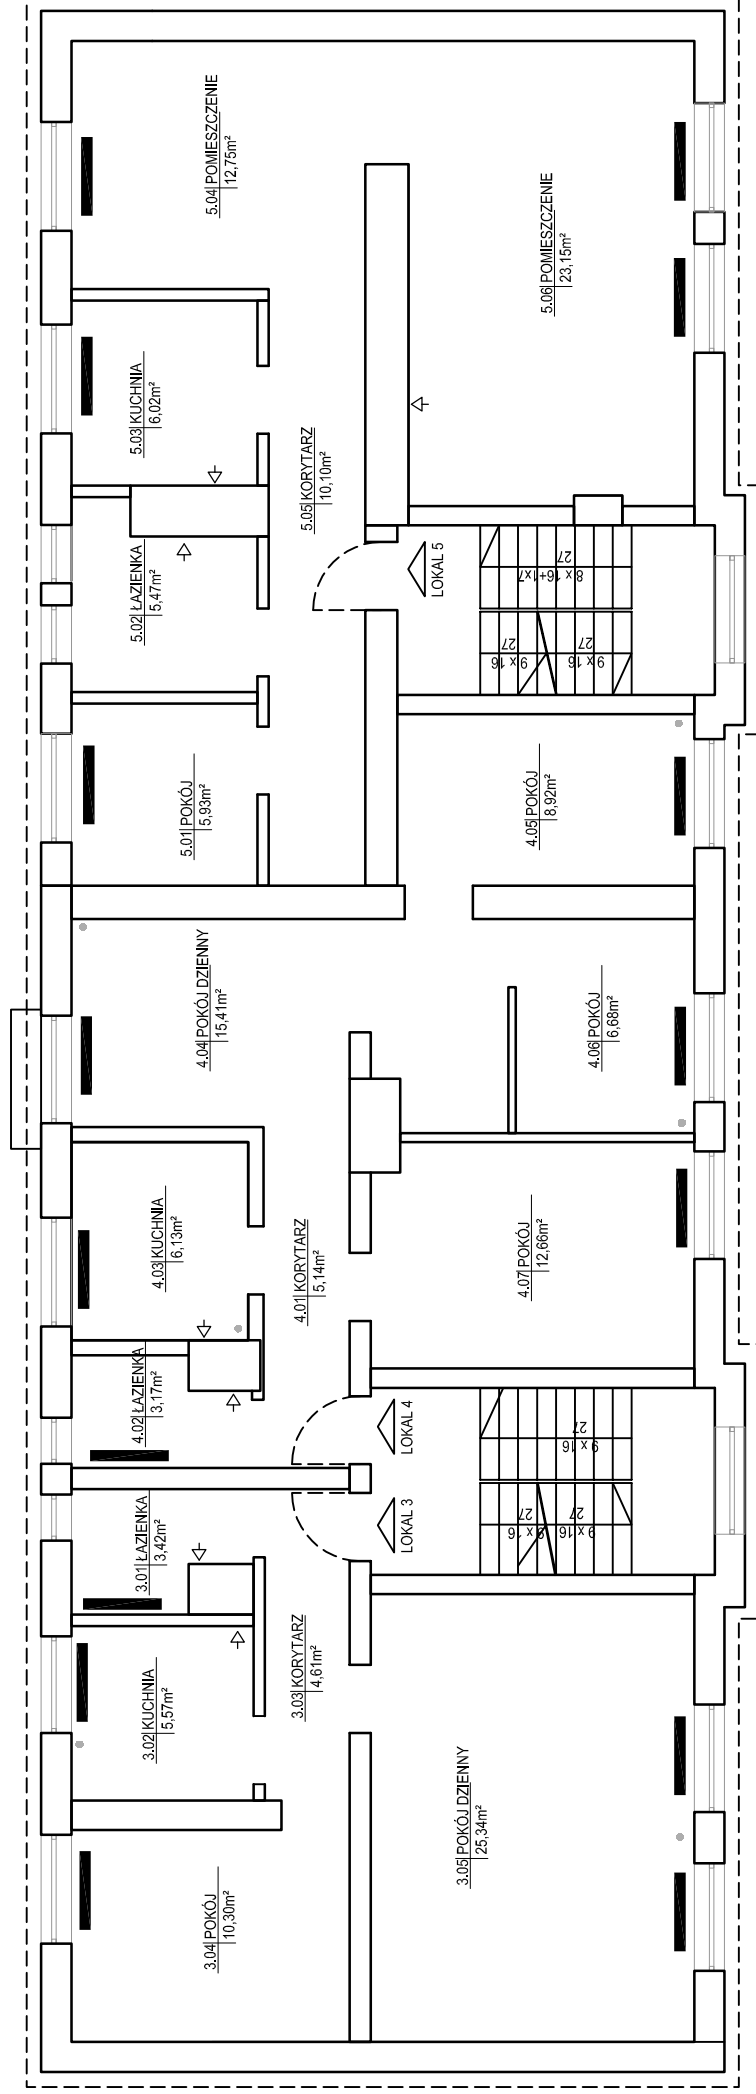 3.04 POKÓJ
10,30m²
3.02 KUCHNIA
5,57m²
3.01 ŁAZIENKA
3,42m²
3.03 KORYTARZ
4,61m²
3.05 POKÓJ DZIENNY
25,34m²
LOKAL 3
LOKAL 4
9 x 16
27
9 x 16
27
9 x 16
27
4.02 ŁAZIENKA
3,17m²
4.03 KUCHNIA
6,13m²
4.01 KORYTARZ
5,14m²
4.07 POKÓJ
12,66m²
4.04 POKÓJ DZIENNY
15,41m²
4.06 POKÓJ
6,68m²
4.05 POKÓJ
8,92m²
5.01 POKÓJ
5,93m²
5.02 ŁAZIENKA
5,47m²
LOKAL 5
9 x 16
27
9 x 16
27
8 x 16+1x7
27
5.03 KUCHNIA
6,02m²
5.05 KORYTARZ
10,10m²
5.04 POMIESZCZENIE
12,75m²
5.06 POMIESZCZENIE
23,15m²